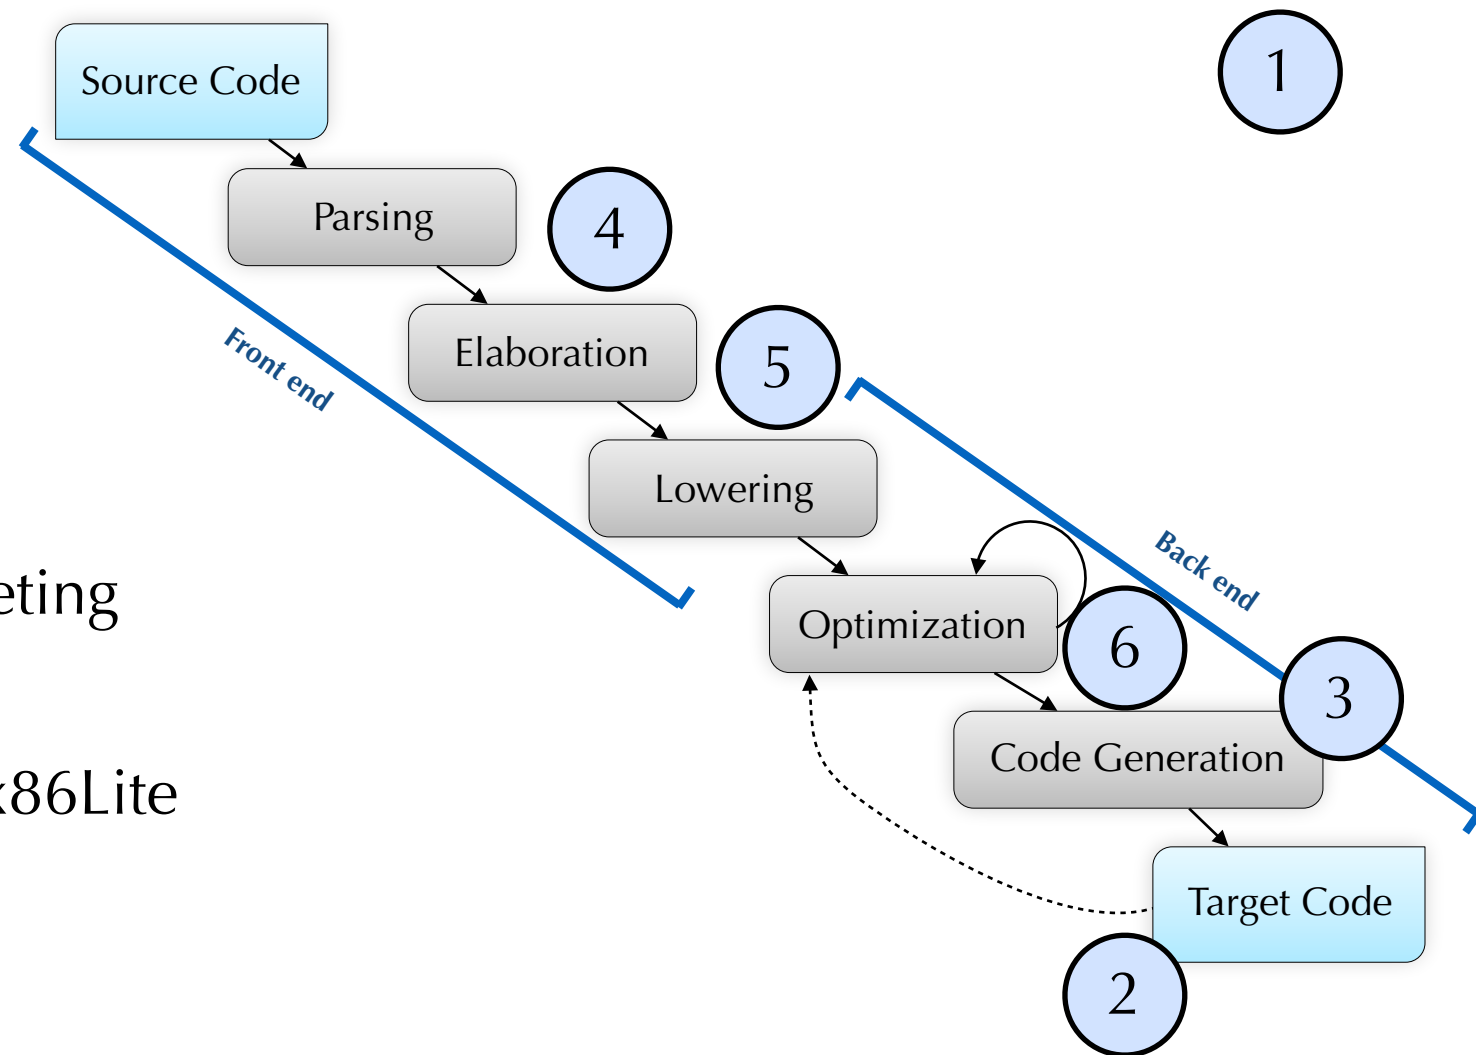 Source Code
1
Parsing
4
Elaboration
5
Front end
Lowering
Back end
eting
Optimization
6
3
Code Generation
x86Lite
Target Code
2